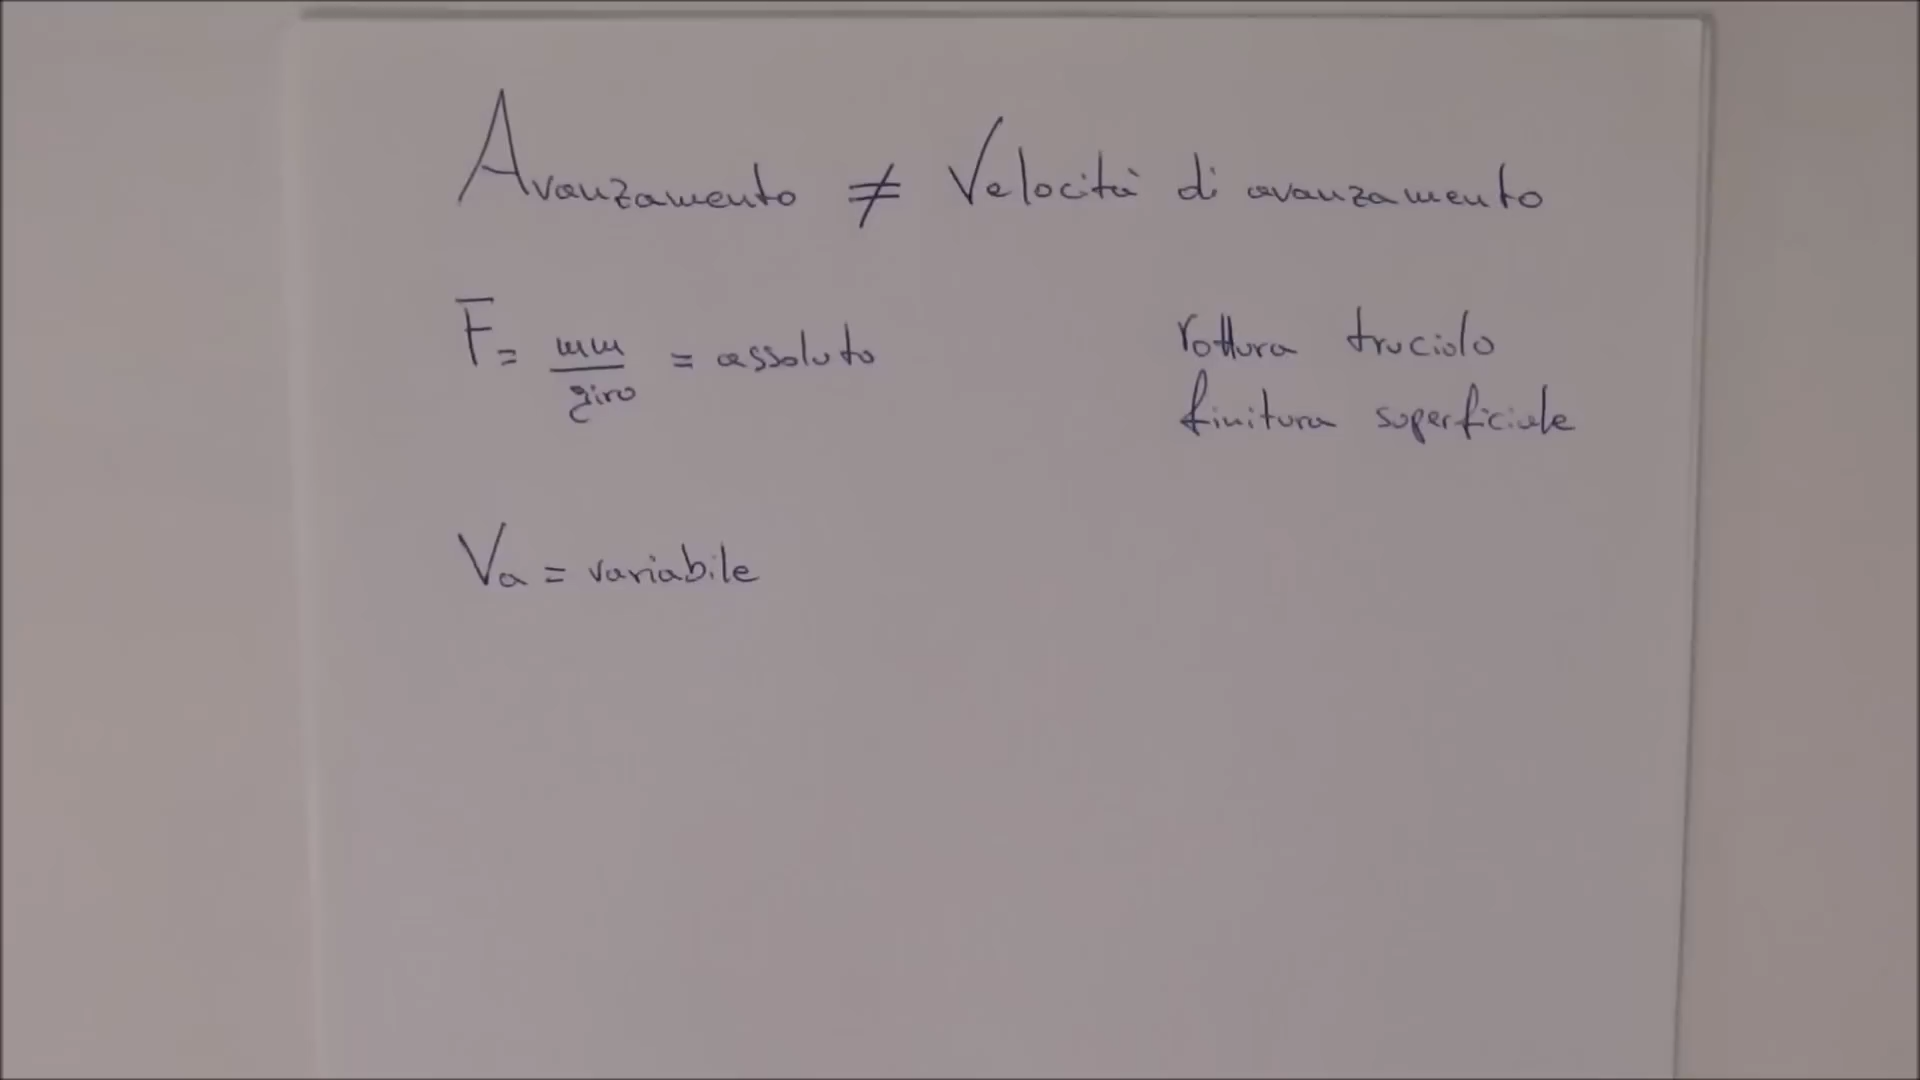 Avanzamento ≠ Velocità di avanzamento
F = mm/giro = assoluto
rottura truciolo
finitura superficiale
Va = variabile